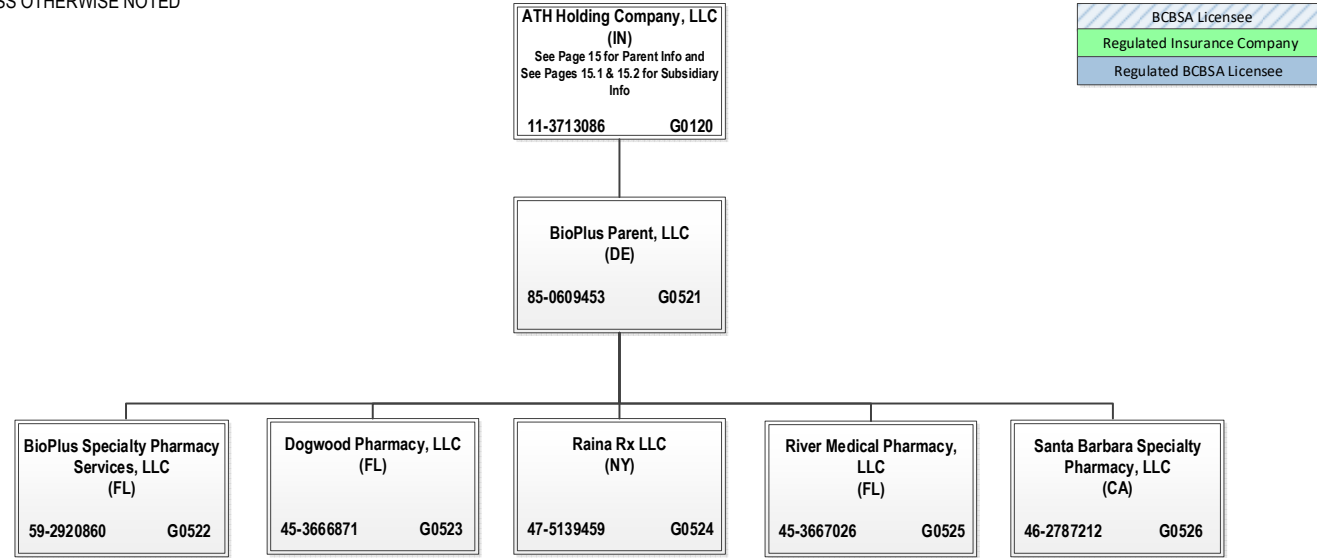 SS OTHERWISE NOTED
ATH Holding Company, LLC
(IN)
See Page 15 for Parent Info and
See Pages 15.1 & 15.2 for Subsidiary
Info
11-3713086 G0120
BCBSA Licensee
Regulated Insurance Company
Regulated BCBSA Licensee
BioPlus Parent, LLC
(DE)
85-0609453 G0521
BioPlus Specialty Pharmacy
Services, LLC
(FL)
59-2920860 G0522
Dogwood Pharmacy, LLC
(FL)
45-3666871 G0523
Raina Rx LLC
(NY)
47-5139459 G0524
River Medical Pharmacy,
LLC
(FL)
45-3667026 G0525
Santa Barbara Specialty
Pharmacy, LLC
(CA)
46-2787212 G0526